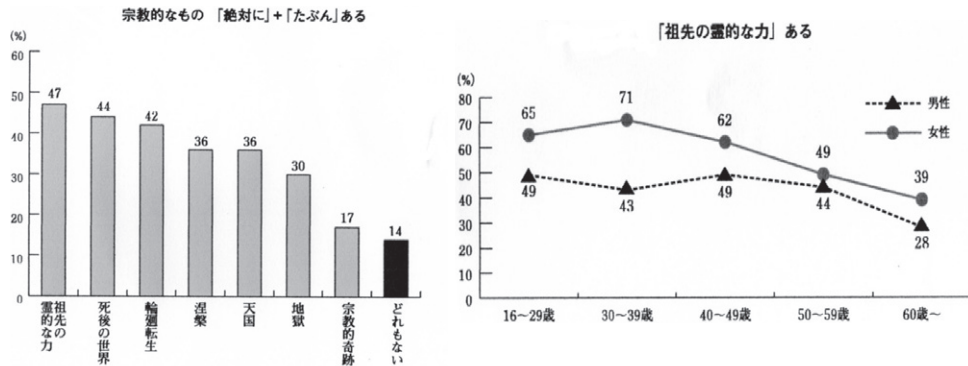 宗教的なもの 「絶対に」+「たぶん」ある
(%)
60
50
40
30
20
10
0
47
44
42
36
36
30
17
14
祖先の
霊的な力
死後の世界
輪廻転生
涅槃
天国
地獄
宗教的奇跡
どれもない
「祖先の霊的な力」ある
(%)
80
70
60
50
40
30
20
10
0
65
71
62
49
39
49
43
49
44
28
男性
女性
16〜29歳
30〜39歳
40〜49歳
50〜59歳
60歳〜